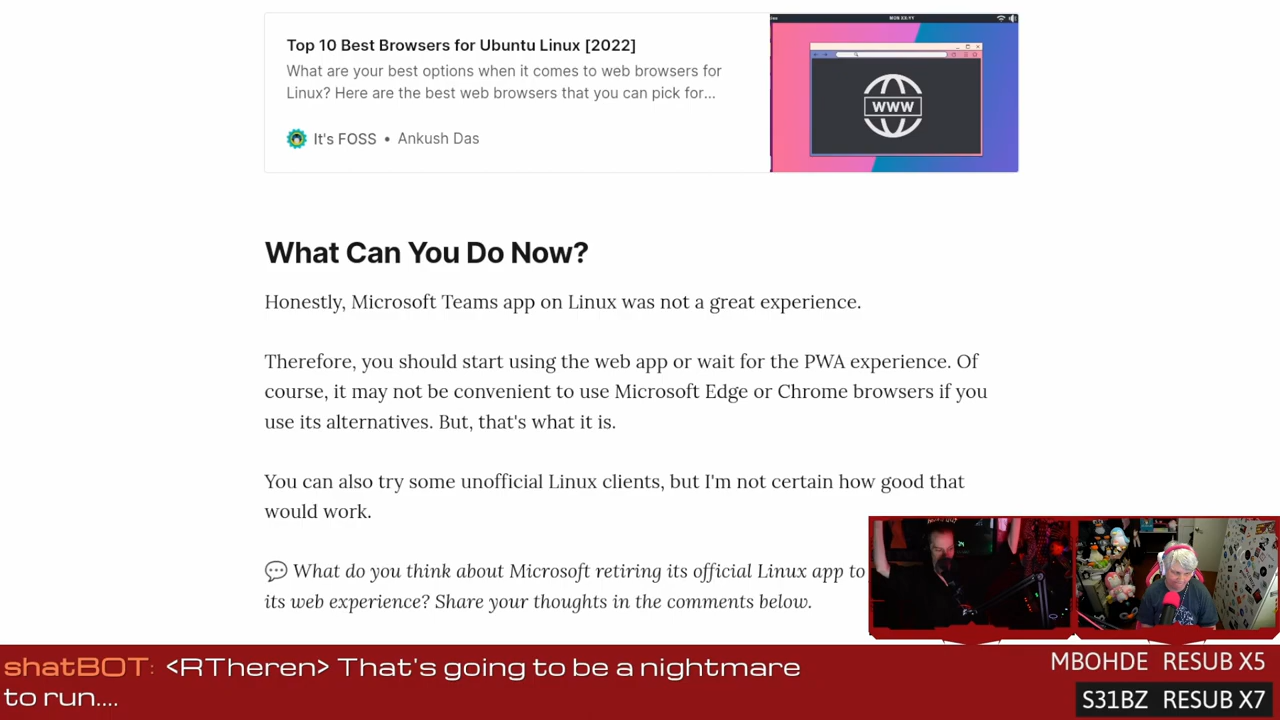 Top 10 Best Browsers for Ubuntu Linux [2022]
What are your best options when it comes to web browsers for
Linux? Here are the best web browsers that you can pick for...
It's FOSS • Ankush Das
WWW
What Can You Do Now?
Honestly, Microsoft Teams app on Linux was not a great experience.
Therefore, you should start using the web app or wait for the PWA experience. Of
course, it may not be convenient to use Microsoft Edge or Chrome browsers if you
use its alternatives. But, that's what it is.
You can also try some unofficial Linux clients, but I'm not certain how good that
would work.
💬 What do you think about Microsoft retiring its official Linux app to
its web experience? Share your thoughts in the comments below.
shatBOT: <RTheren> That's going to be a nightmare
to run....
MBOHDE RESUB X5
S31BZ RESUB X7